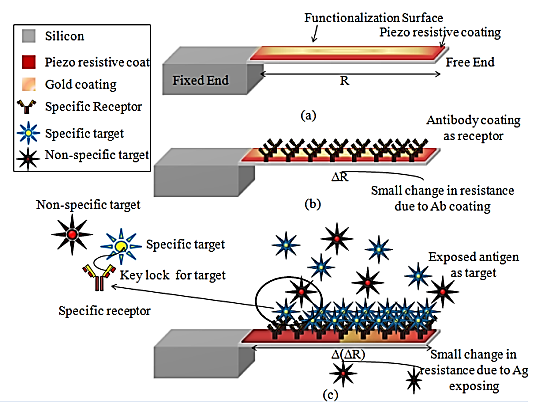 Silicon
Piezo resistive coat
Gold coating
Specific Receptor
Specific target
Non-specific target
Functionalization Surface
Piezo resistive coating
Fixed End
Free End
R
(a)
Antibody coating
as receptor
ΔR
Small change in resistance
due to Ab coating
(b)
Non-specific target
Specific target
Key lock for target
Specific receptor
Exposed antigen
as target
Δ(ΔR)
Small change in
resistance due to Ag
exposing
(c)